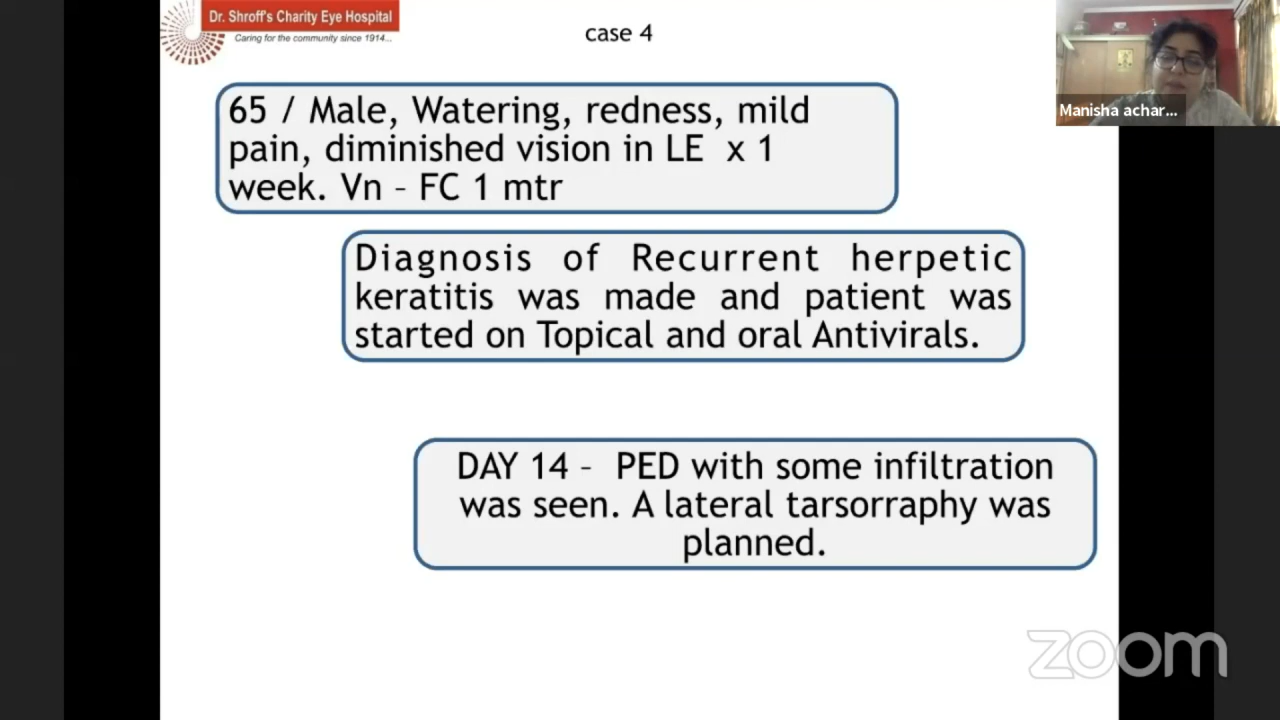 Dr. Shroff's Charity Eye Hospital
Caring for the community since 1914...
case 4
Manisha achar...
65 / Male, Watering, redness, mild
pain, diminished vision in LE x 1
week. Vn – FC 1 mtr
Diagnosis of Recurrent herpetic
keratitis was made and patient was
started on Topical and oral Antivirals.
DAY 14 – PED with some infiltration
was seen. A lateral tarsorraphy was
planned.
zoom